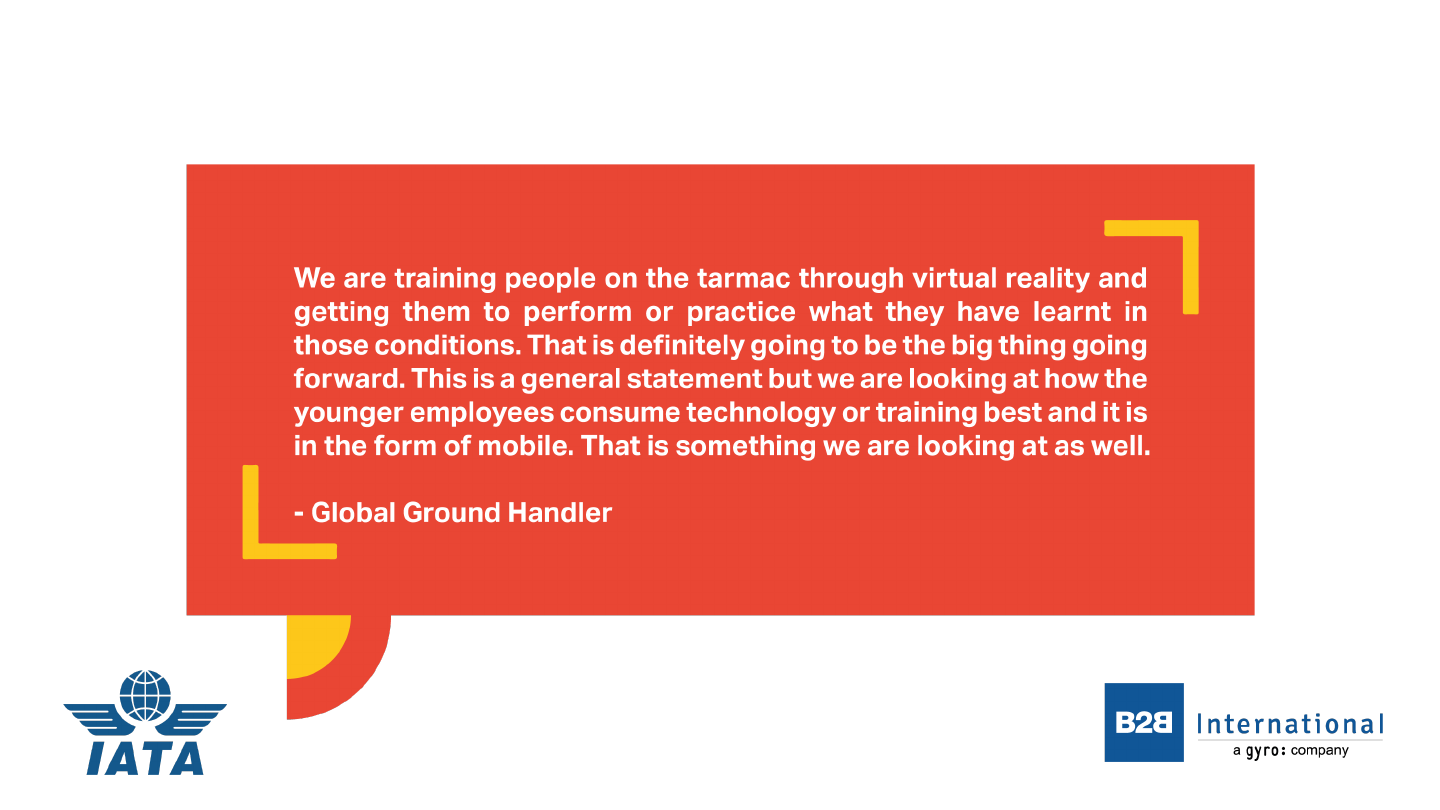 We are training people on the tarmac through virtual reality and
getting them to perform or practice what they have learnt in
those conditions. That is definitely going to be the big thing going
forward. This is a general statement but we are looking at how the
younger employees consume technology or training best and it is
in the form of mobile. That is something we are looking at as well.
- Global Ground Handler
IATA
B2B International
a gyro: company